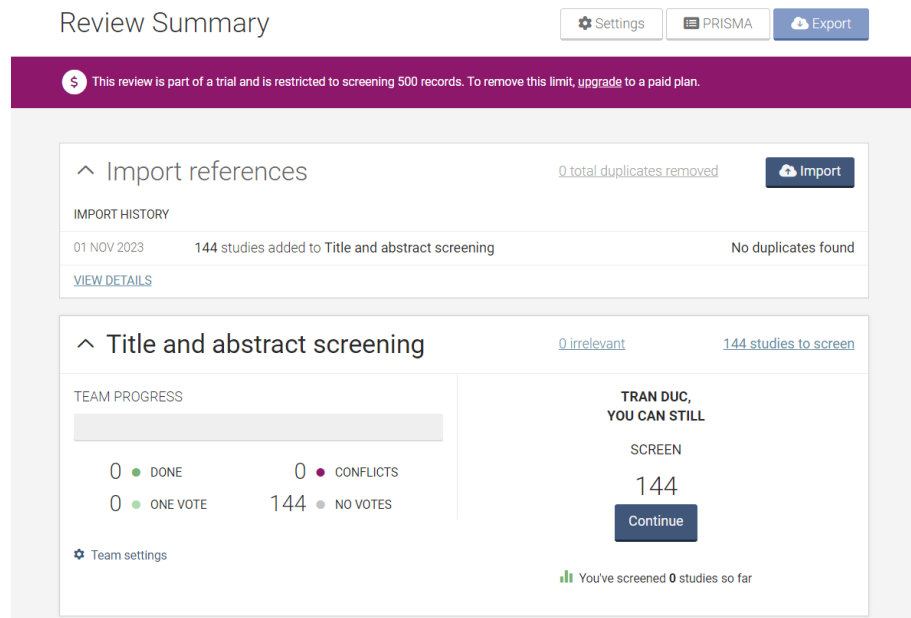 Review Summary
Settings
PRISMA
Export
$ This review is part of a trial and is restricted to screening 500 records. To remove this limit, upgrade to a paid plan.
Import references
0 total duplicates removed
Import
IMPORT HISTORY
01 NOV 2023 144 studies added to Title and abstract screening No duplicates found
VIEW DETAILS
Title and abstract screening
0 irrelevant
144 studies to screen
TEAM PROGRESS
0 DONE 0 CONFLICTS
0 ONE VOTE 144 NO VOTES
Team settings
TRAN DUC,
YOU CAN STILL
SCREEN
144
Continue
You've screened 0 studies so far